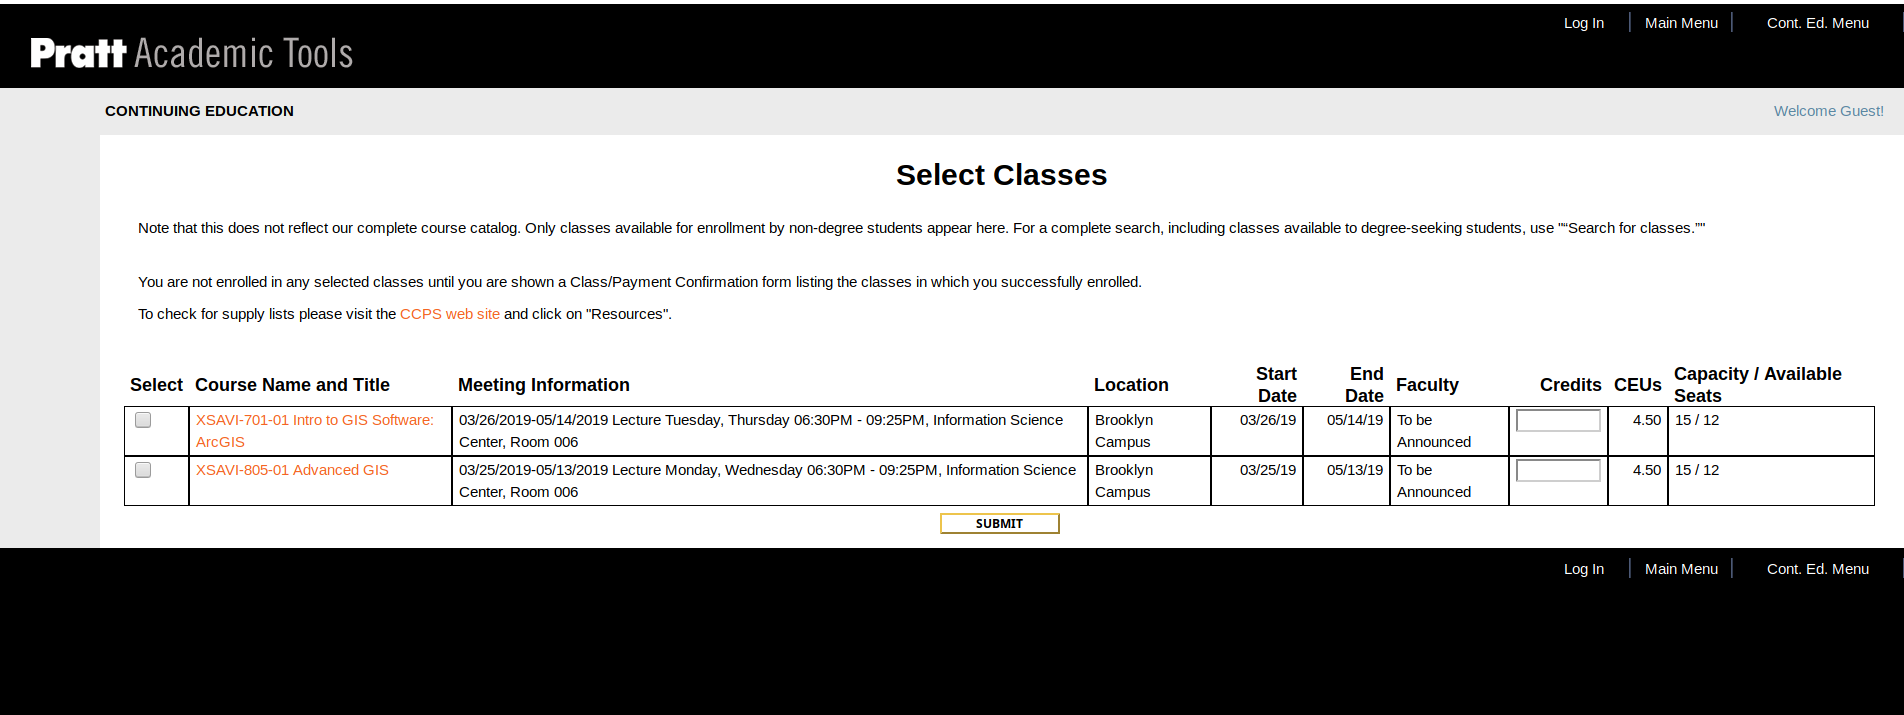 Log In
Main Menu
Cont. Ed. Menu
Pratt Academic Tools
CONTINUING EDUCATION
Welcome Guest!
Select Classes
Note that this does not reflect our complete course catalog. Only classes available for enrollment by non-degree students appear here. For a complete search, including classes available to degree-seeking students, use "“Search for classes.”"
You are not enrolled in any selected classes until you are shown a Class/Payment Confirmation form listing the classes in which you successfully enrolled.
To check for supply lists please visit the CCPS web site and click on "Resources".
Select Course Name and Title Meeting Information Location Start Date End Date Faculty Credits CEUs Capacity / Available Seats
XSAVI-701-01 Intro to GIS Software: 03/26/2019-05/14/2019 Lecture Tuesday, Thursday 06:30PM - 09:25PM, Information Science Brooklyn 03/26/19 05/14/19 To be 4.50 15 / 12
ArcGIS Center, Room 006 Campus Announced
XSAVI-805-01 Advanced GIS 03/25/2019-05/13/2019 Lecture Monday, Wednesday 06:30PM - 09:25PM, Information Science Brooklyn 03/25/19 05/13/19 To be 4.50 15 / 12
Center, Room 006 Campus Announced
SUBMIT
Log In
Main Menu
Cont. Ed. Menu